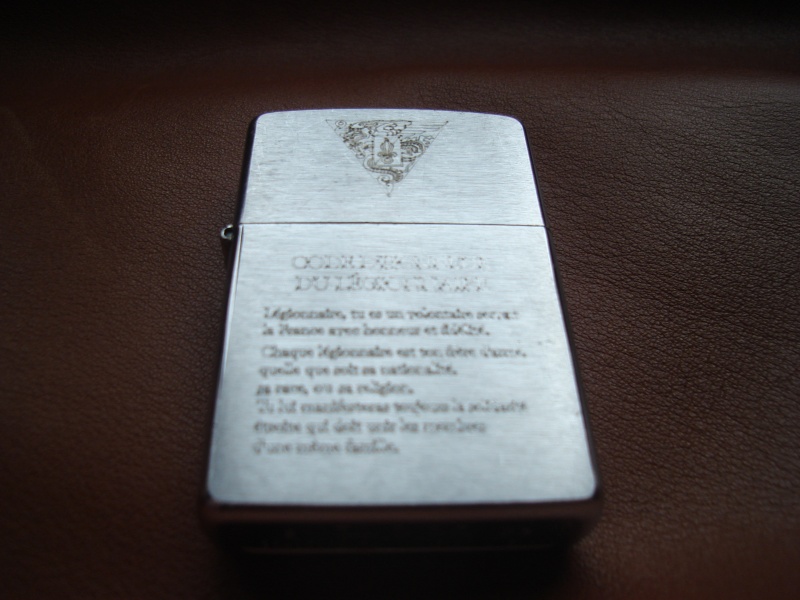 CODE D'HONNEUR
DU LÉGIONNAIRE
Légionnaire, tu es un volontaire servant
la France avec honneur et fidélité.
Chaque légionnaire est ton frère d'arme,
quelle que soit sa nationalité,
sa race, ou sa religion.
Tu lui manifesteras toujours la solidarité
étroite qui doit unir les membres
d'une même famille.